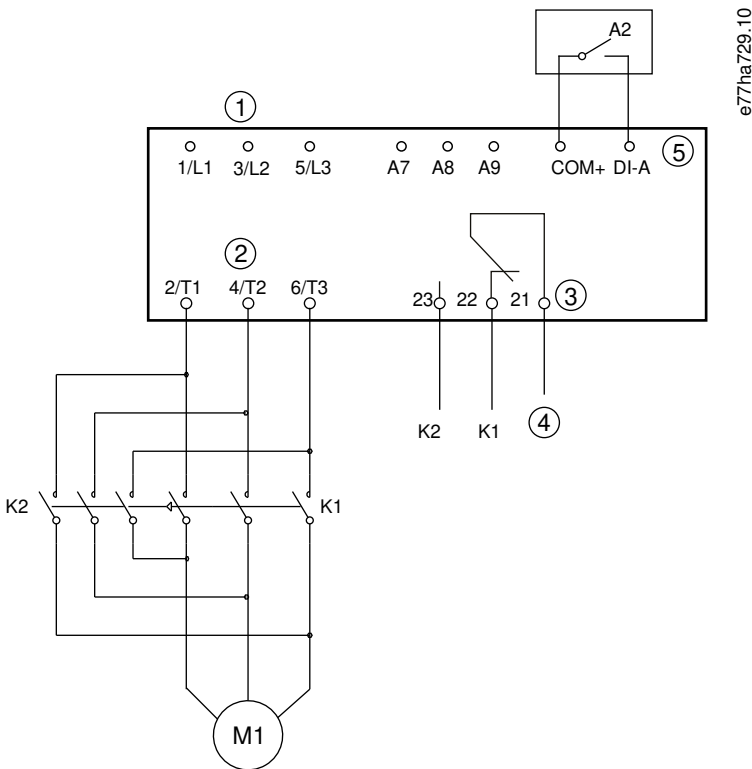 A2
e77ha729.10
1
1/L1 3/L2 5/L3 A7 A8 A9 COM+ DI-A 5
2
2/T1 4/T2 6/T3
23 22 21 3
K2 K1 4
K2 K1
M1